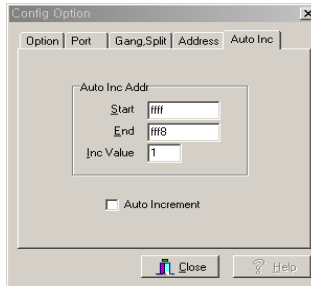 Config Option
Option Port Gang,Split Address Auto Inc
Auto Inc Addr
Start ffff
End fff8
Inc Value 1
Auto Increment
Close Help